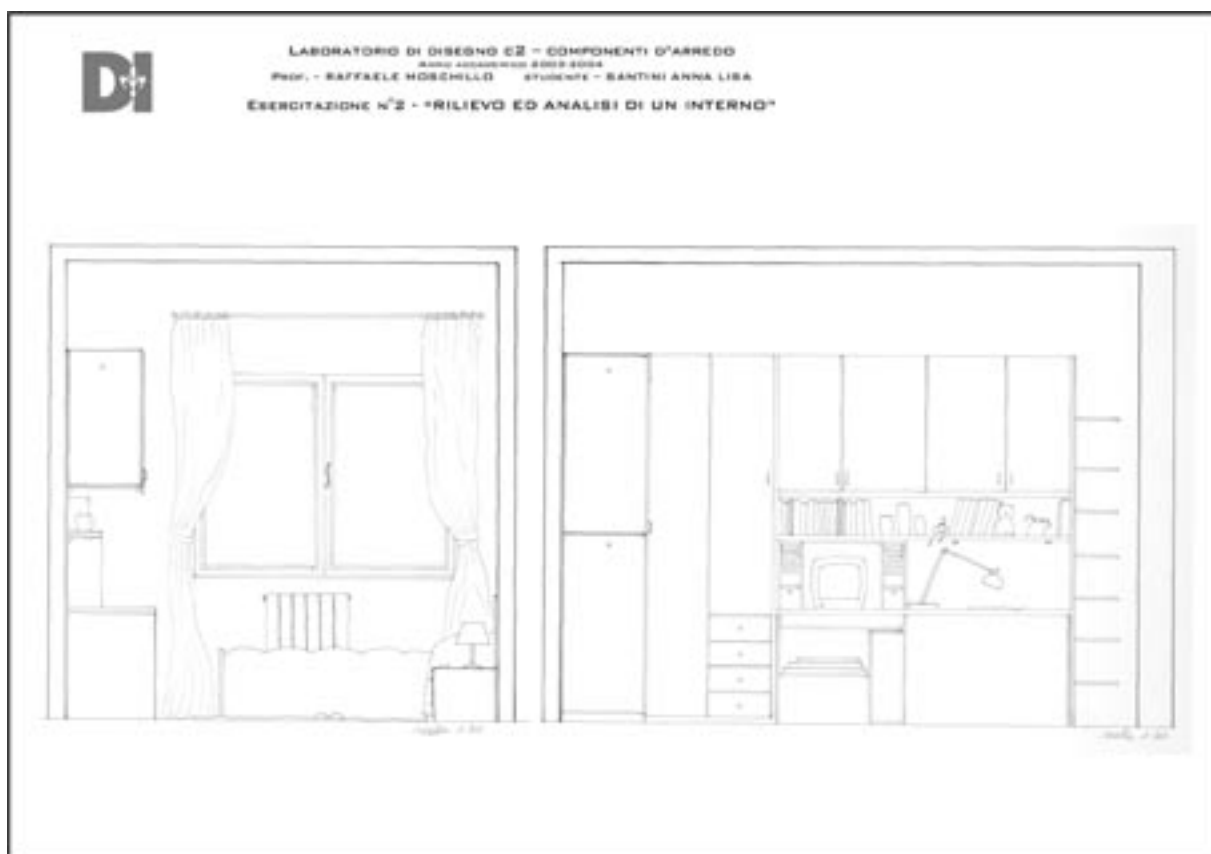 DI
LABORATORIO DI DISEGNO C2 – COMPONENTI D'ARREDO
ANNO ACCADEMICO 2003-2004
PROF. - RAFFAELE MOSCHILLO STUDENTE - SANTINI ANNA LISA
ESERCITAZIONE N°2 - "RILIEVO ED ANALISI DI UN INTERNO"